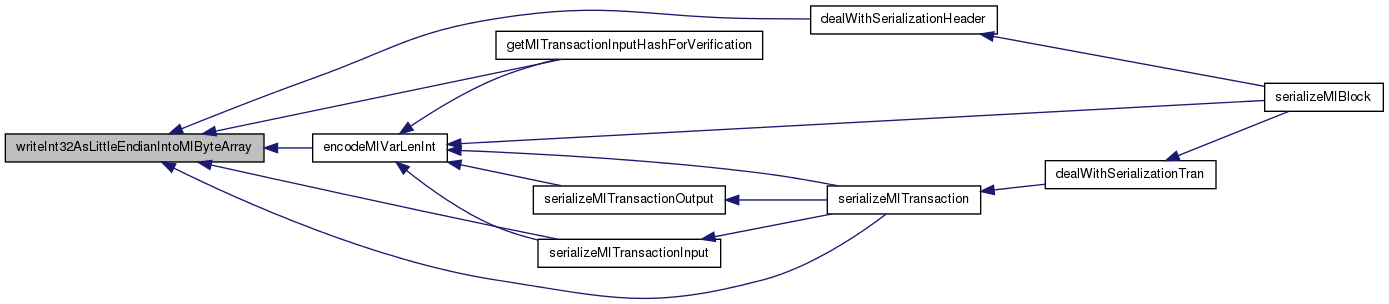 dealWithSerializationHeader
getMITransactionInputHashForVerification
serializeMIBlock
writeInt32AsLittleEndianIntoMIByteArray
encodeMIVarLenInt
dealWithSerializationTran
serializeMITransactionOutput
serializeMITransaction
serializeMITransactionInput